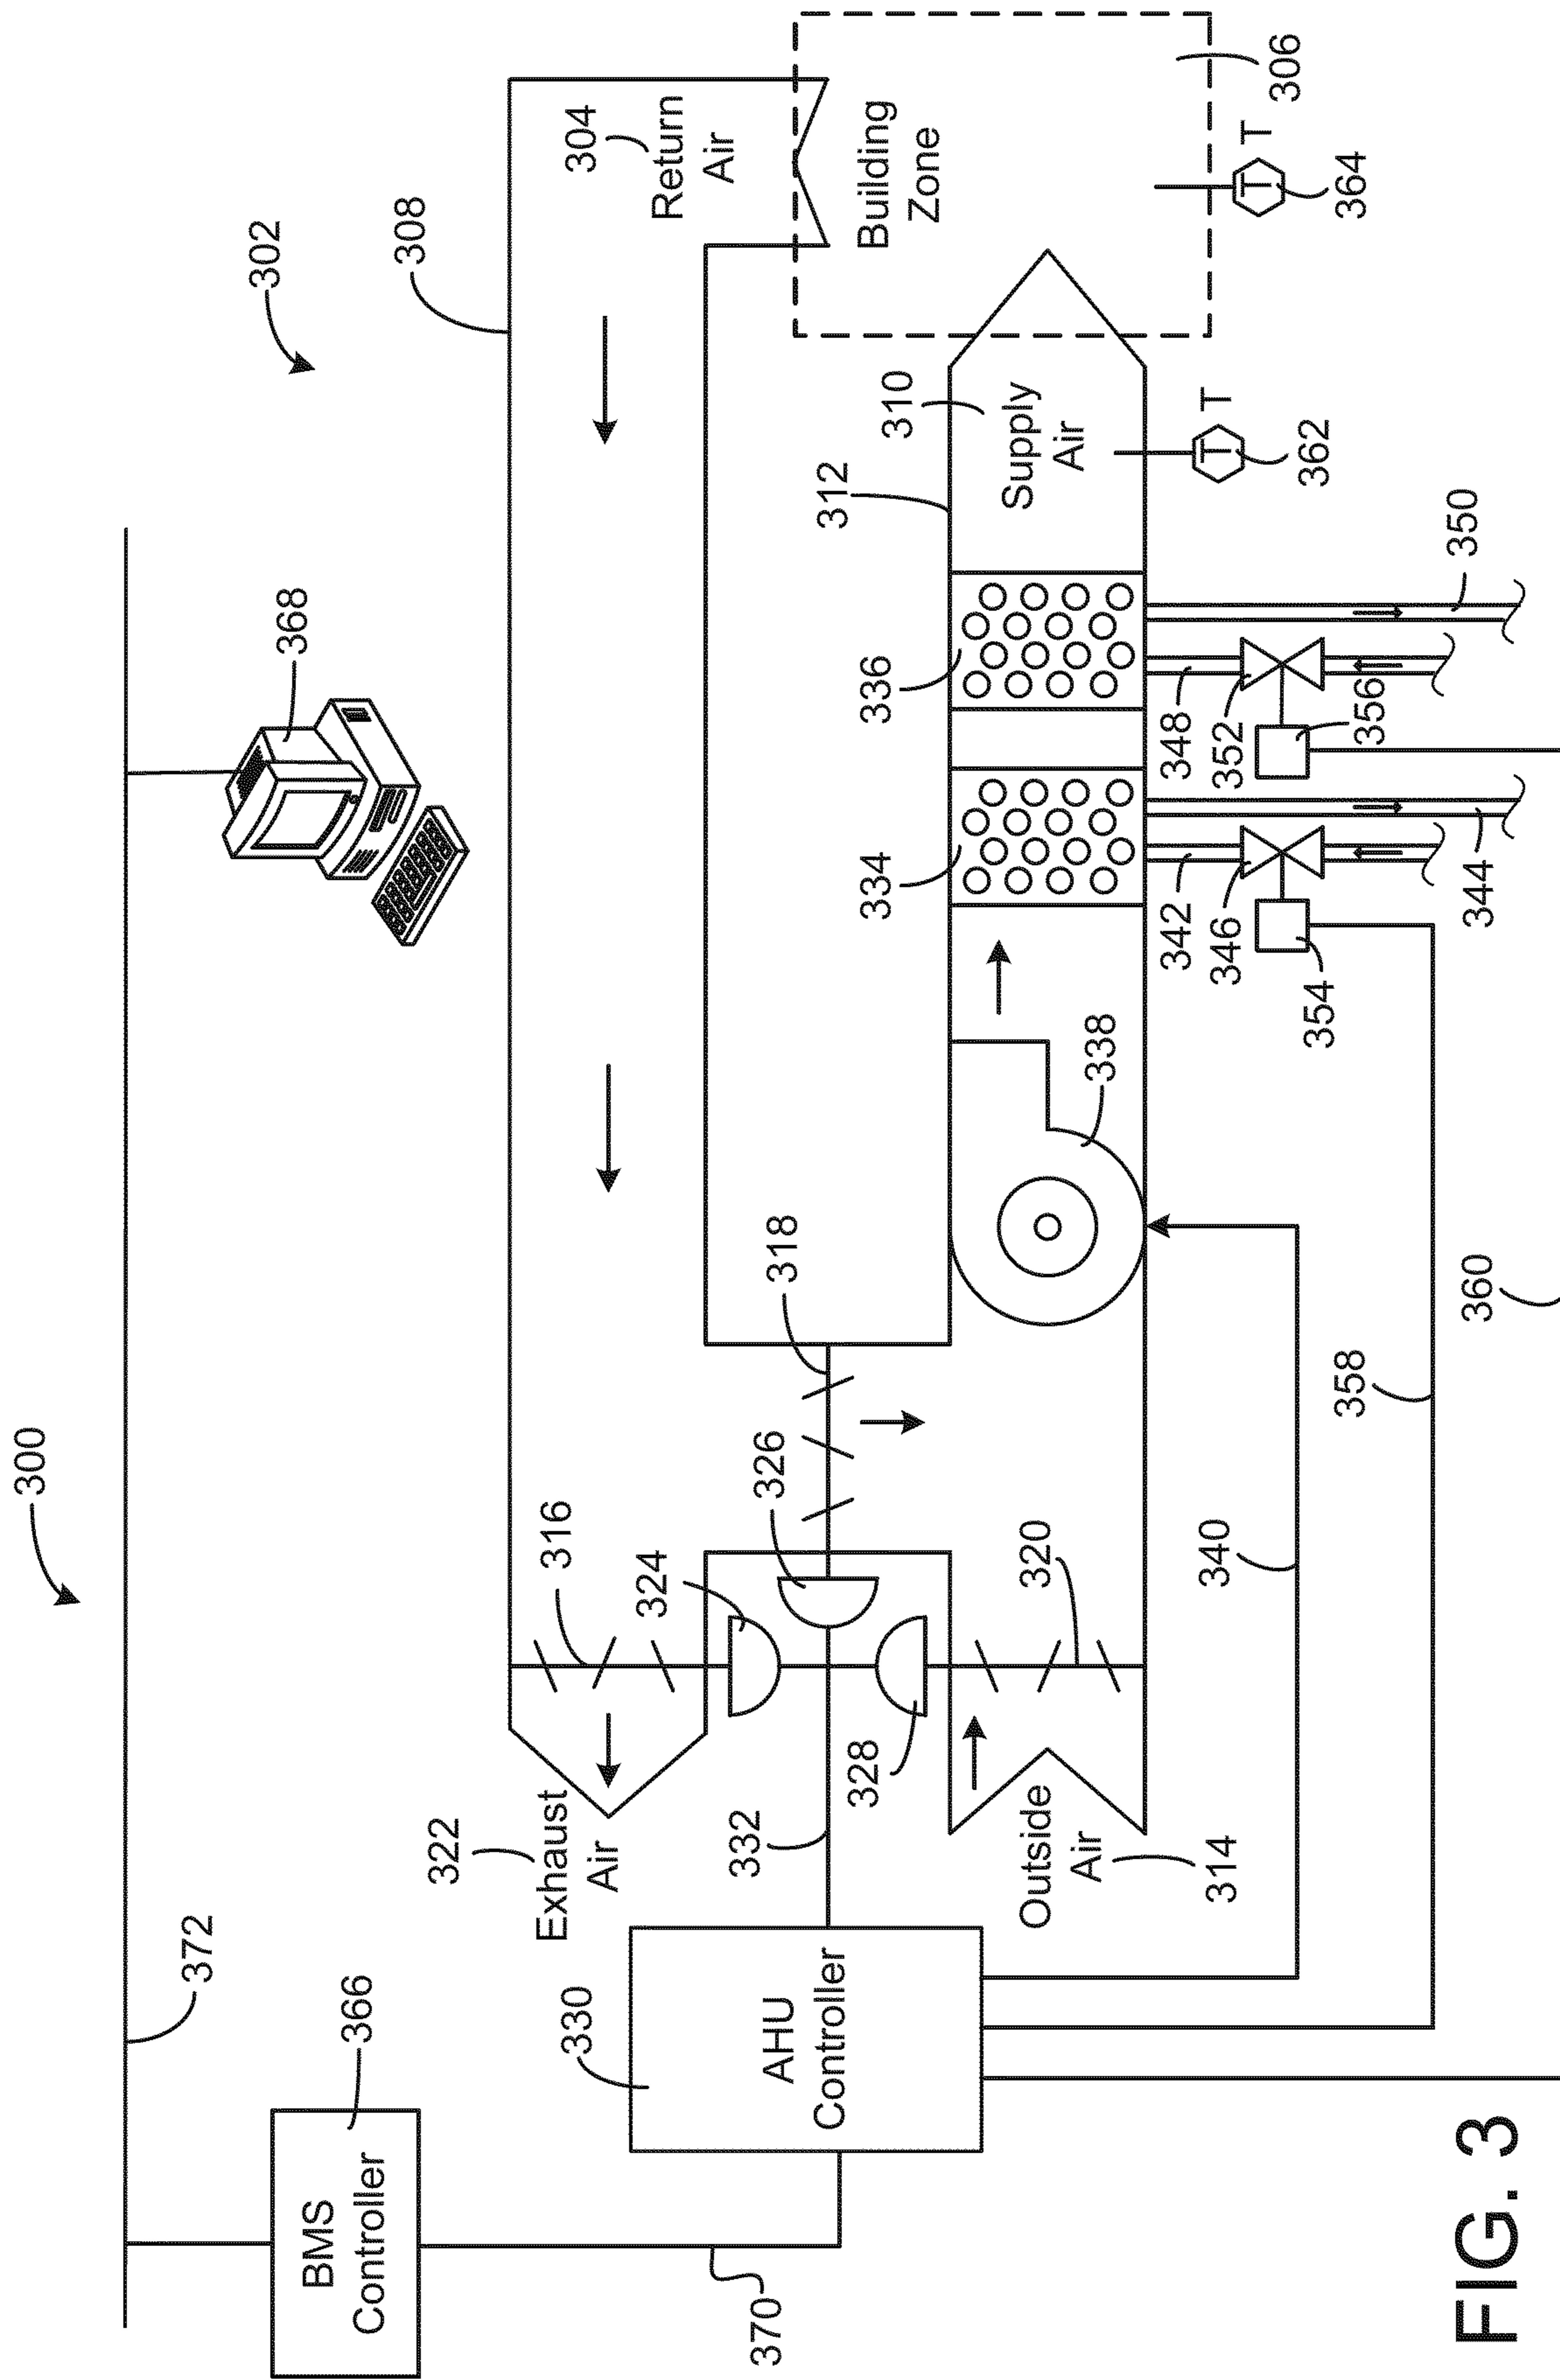 300
372
366
BMS
Controller
370
368
302
308
304
Return
Air
306
Building
Zone
364
T
T
362
T
T
310
Supply
Air
312
336
334
350
348
352
356
344
342
346
354
338
318
326
316
324
320
328
322
Exhaust
Air
332
Outside
Air
314
330
AHU
Controller
340
358
360
FIG. 3